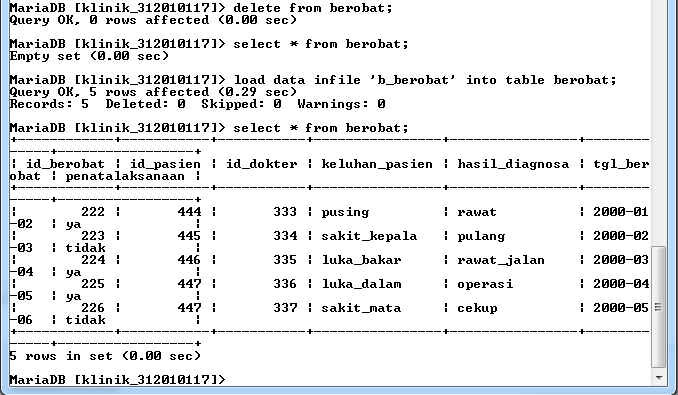 MariaDB [klinik_312010117]> delete from berobat;
Query OK, 0 rows affected (0.00 sec)
MariaDB [klinik_312010117]> select * from berobat;
Empty set (0.00 sec)
MariaDB [klinik_312010117]> load data infile 'b_berobat' into table berobat;
Query OK, 5 rows affected (0.29 sec)
Records: 5  Deleted: 0  Skipped: 0  Warnings: 0
MariaDB [klinik_312010117]> select * from berobat;
+------------+-----------+-----------+----------------+----------------+---------
-----+------------------+
| id_berobat | id_pasien | id_dokter | keluhan_pasien | hasil_diagnosa | tgl_ber
obat | penatalaksanaan |
+------------+-----------+-----------+----------------+----------------+---------
-----+------------------+
|        222 |       444 |       333 | pusing         | rawat          | 2000-01
-02  | ya              |
|        223 |       445 |       334 | sakit_kepala   | pulang         | 2000-02
-03  | tidak           |
|        224 |       446 |       335 | luka_bakar     | rawat_jalan    | 2000-03
-04  | ya              |
|        225 |       447 |       336 | luka_dalam     | operasi        | 2000-04
-05  | ya              |
|        226 |       447 |       337 | sakit_mata     | cekup          | 2000-05
-06  | tidak           |
+------------+-----------+-----------+----------------+----------------+---------
-----+------------------+
5 rows in set (0.00 sec)
MariaDB [klinik_312010117]>